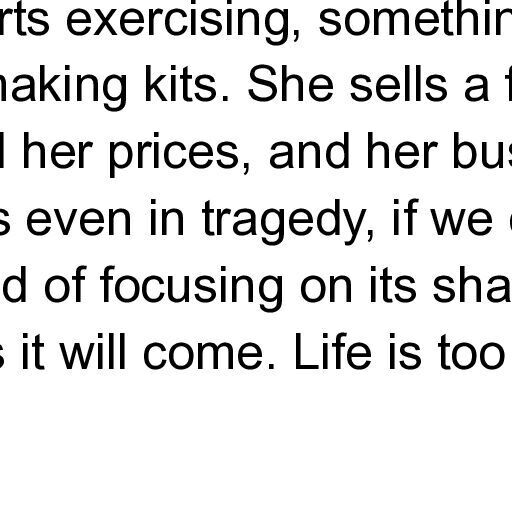 rts exercising, somethin
naking kits. She sells a f
l her prices, and her bus
s even in tragedy, if we
d of focusing on its sha
s it will come. Life is too